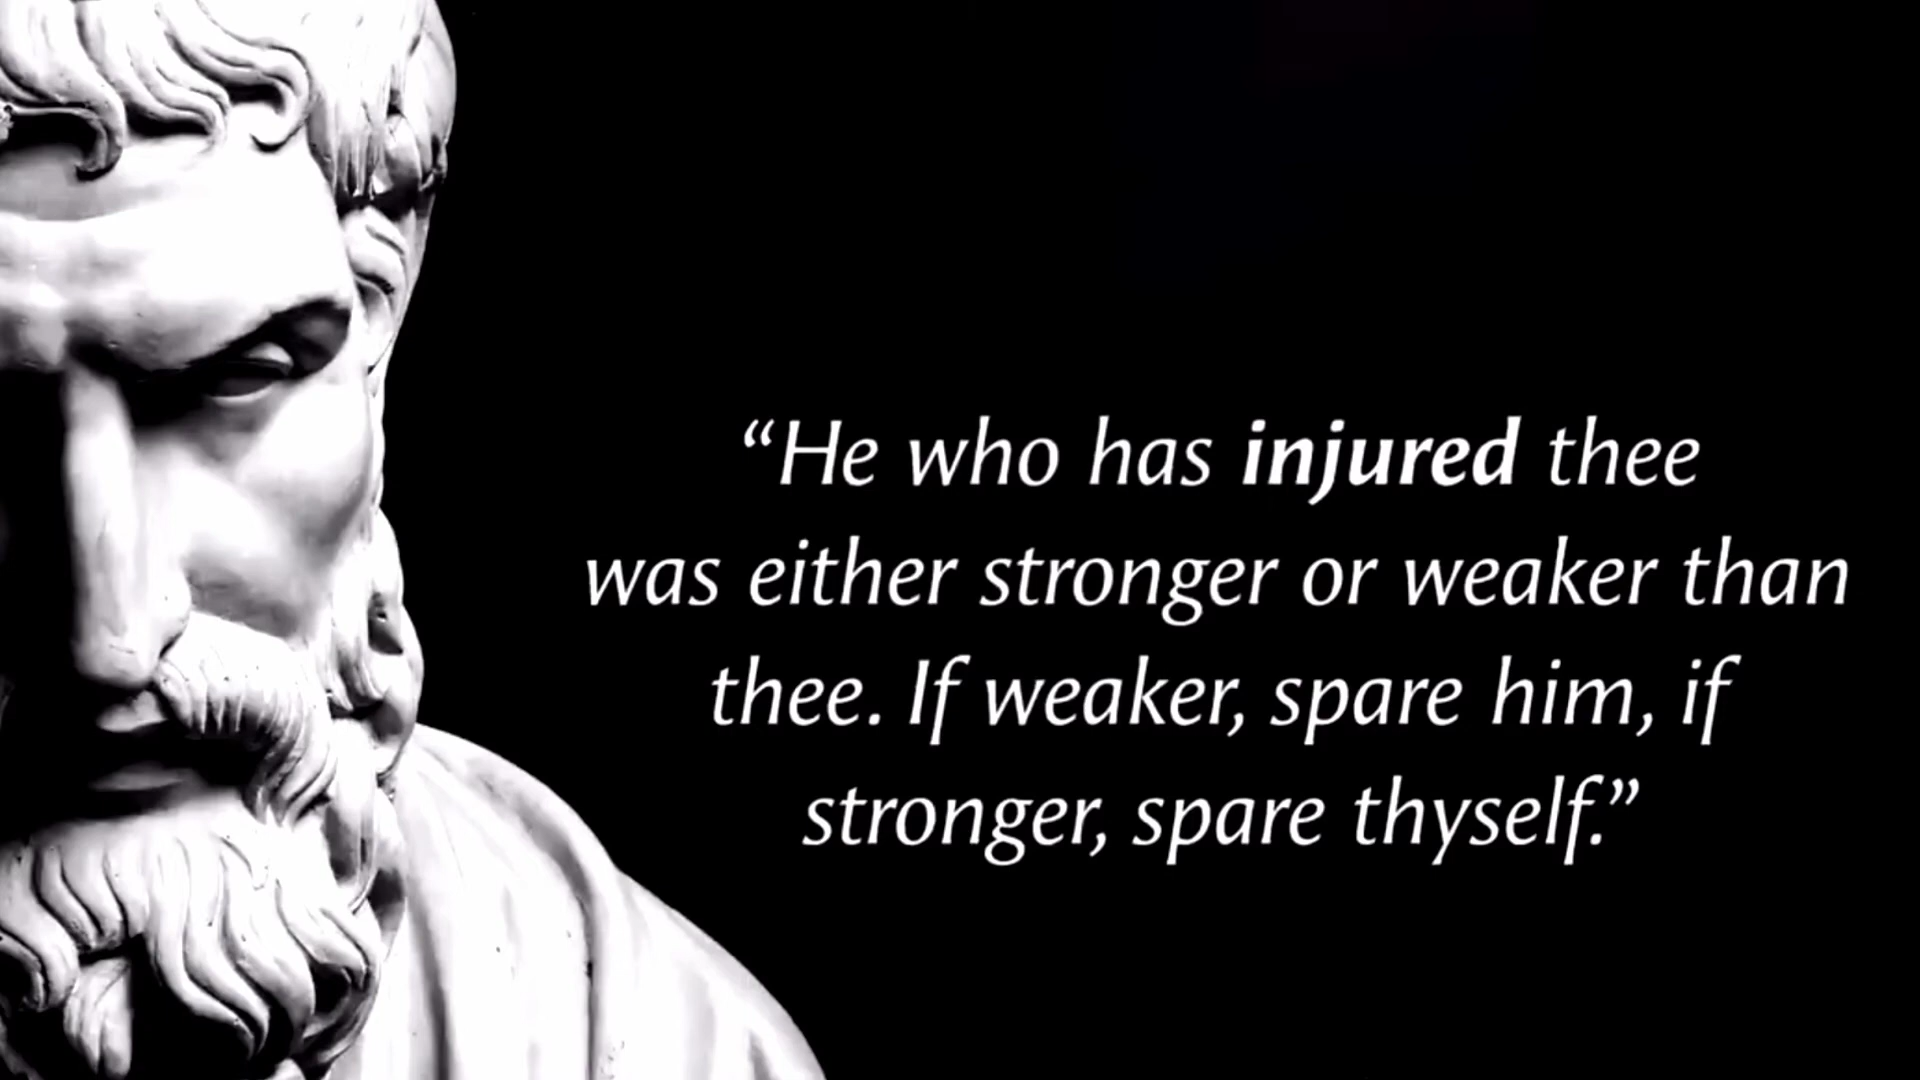 “He who has injured thee
was either stronger or weaker than
thee. If weaker, spare him, if
stronger, spare thyself.”